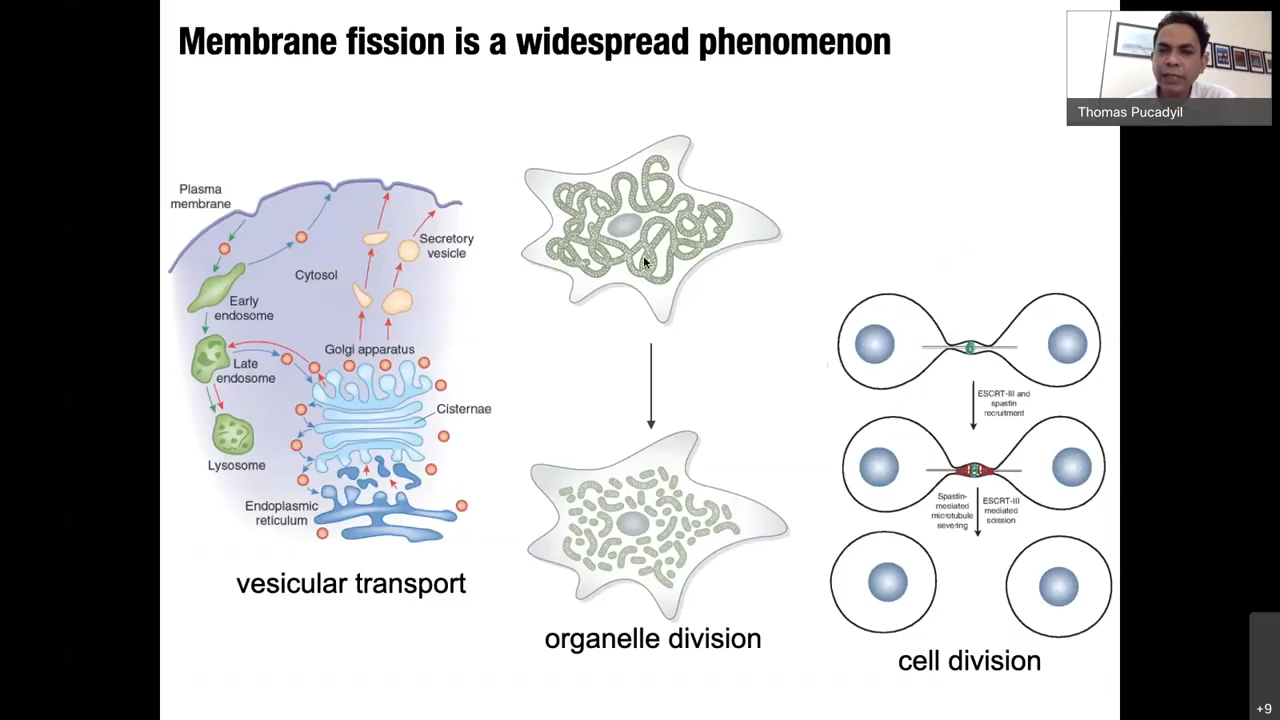 Membrane fission is a widespread phenomenon
Thomas Pucadyil
Plasma
membrane
Secretory
vesicle
Cytosol
Early
endosome
Golgi apparatus
Late
endosome
Cisternae
Lysosome
Endoplasmic
reticulum
vesicular transport
organelle division
ESCRT-III and
spastin
recruitment
Spastin-
mediated
microtubule
severing
ESCRT-III
mediated
scission
cell division
+9